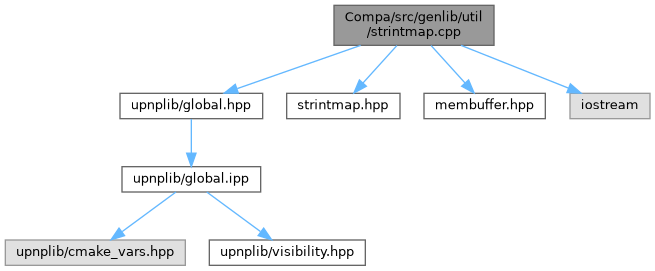 Compa/src/genlib/util
/strintmap.cpp
upnplib/global.hpp
strintmap.hpp
membuffer.hpp
iostream
upnplib/global.ipp
upnplib/cmake_vars.hpp
upnplib/visibility.hpp